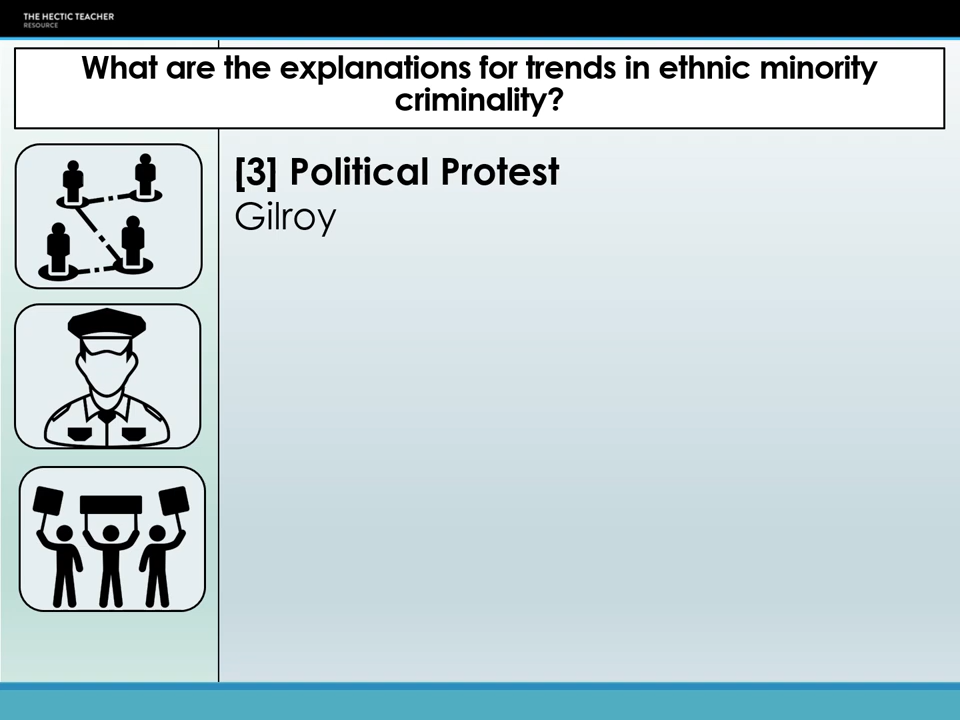 THE HECTIC TEACHER
RESOURCE
What are the explanations for trends in ethnic minority
criminality?
[3] Political Protest
Gilroy